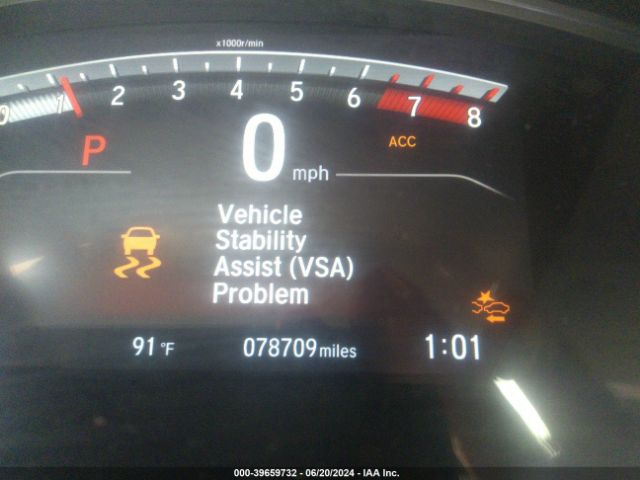 x1000r/min
0 1 2 3 4 5 6 7 8
P 0 mph ACC
Vehicle
Stability
Assist (VSA)
Problem
91 °F 078709 miles 1:01
000-39659732 - 06/20/2024 - IAA Inc.